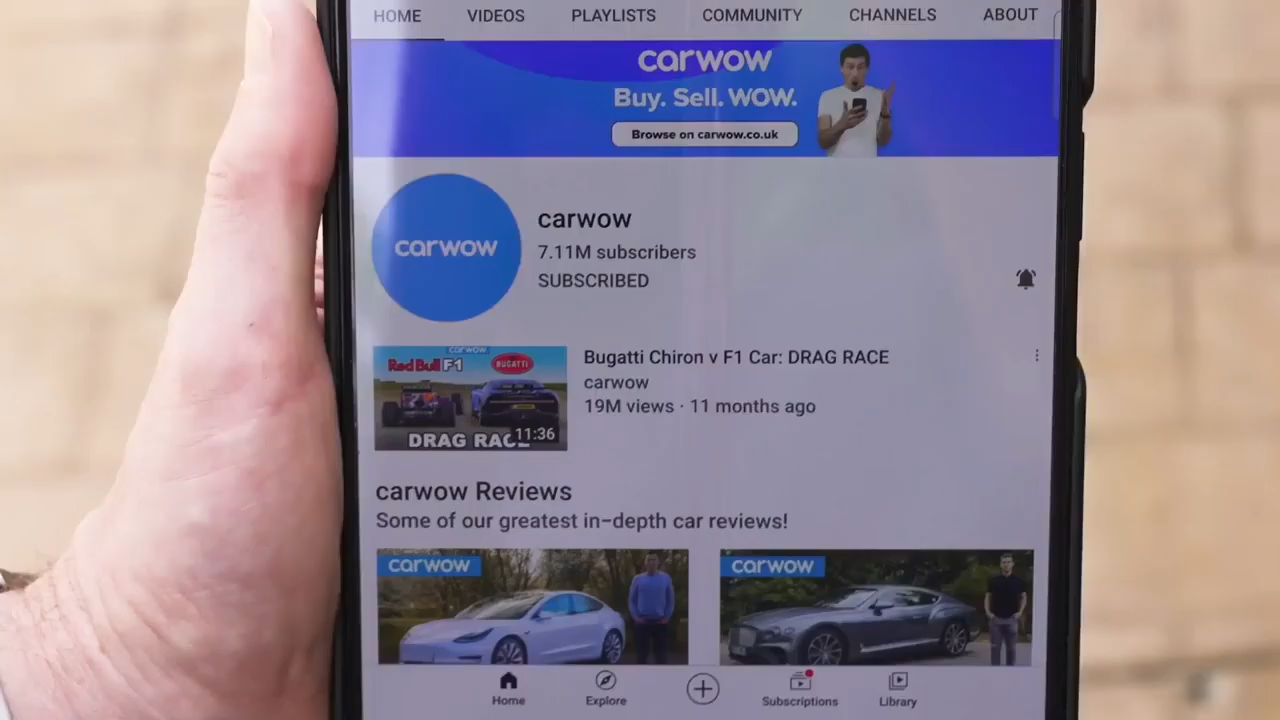 HOME VIDEOS PLAYLISTS COMMUNITY CHANNELS ABOUT
carwow
Buy. Sell. WOW.
Browse on carwow.co.uk
carwow
carwow
7.11M subscribers
SUBSCRIBED
carwow
Red Bull F1 BUGATTI
DRAG RACE
11:36
Bugatti Chiron v F1 Car: DRAG RACE
carwow
19M views · 11 months ago
carwow Reviews
Some of our greatest in-depth car reviews!
carwow
carwow
Home Explore Subscriptions Library